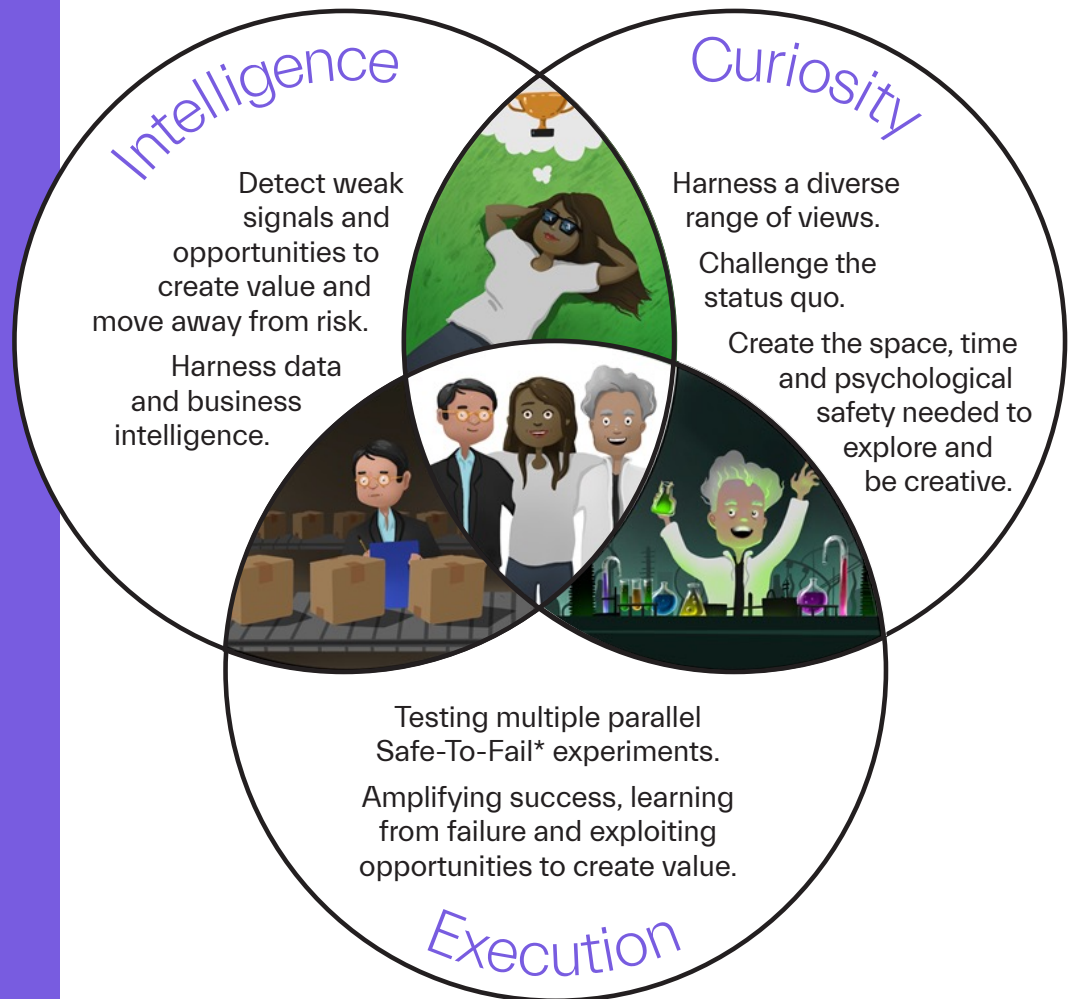 Intelligence
Detect weak
signals and
opportunities to
create value and
move away from risk.
Harness data
and business
intelligence.
Curiosity
Harness a diverse
range of views.
Challenge the
status quo.
Create the space, time
and psychological
safety needed to
explore and
be creative.
Testing multiple parallel
Safe-To-Fail* experiments.
Amplifying success, learning
from failure and exploiting
opportunities to create value.
Execution